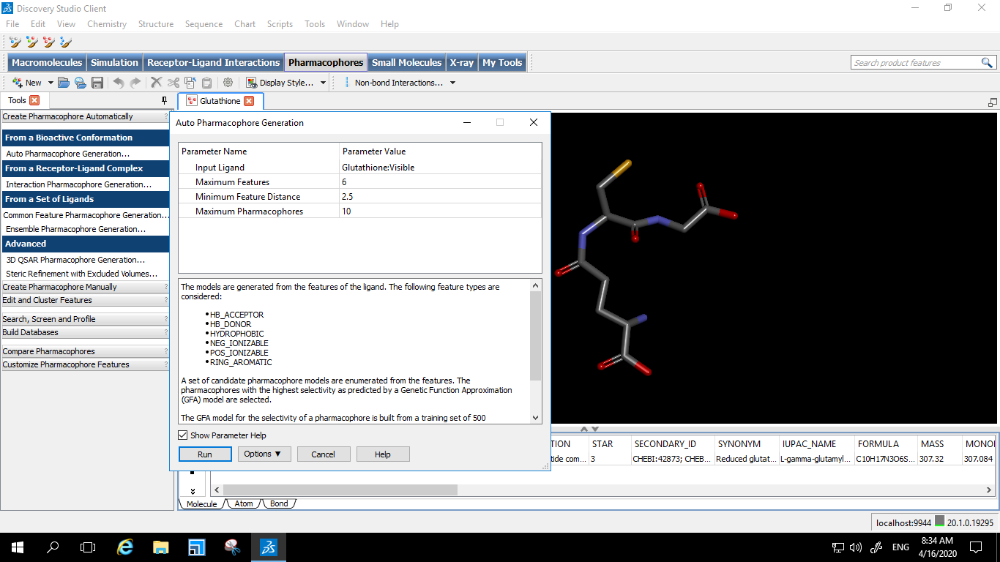 Discovery Studio Client
File Edit View Chemistry Structure Sequence Chart Scripts Tools Window Help
Macromolecules Simulation Receptor-Ligand Interactions Pharmacophores Small Molecules X-ray My Tools
Search product features
New Display Style... Non-bond Interactions...
Tools
Glutathione
Create Pharmacophore Automatically ?
From a Bioactive Conformation
Auto Pharmacophore Generation...
From a Receptor-Ligand Complex
Interaction Pharmacophore Generation...
From a Set of Ligands
Common Feature Pharmacophore Generation...
Ensemble Pharmacophore Generation...
Advanced
3D QSAR Pharmacophore Generation...
Steric Refinement with Excluded Volumes...
Create Pharmacophore Manually ?
Edit and Cluster Features ?
Search, Screen and Profile ?
Build Databases ?
Compare Pharmacophores ?
Customize Pharmacophore Features ?
Auto Pharmacophore Generation
Parameter Name Parameter Value
Input Ligand Glutathione:Visible
Maximum Features 6
Minimum Feature Distance 2.5
Maximum Pharmacophores 10
The models are generated from the features of the ligand. The following feature types are
considered:
•HB_ACCEPTOR
•HB_DONOR
•HYDROPHOBIC
•NEG_IONIZABLE
•POS_IONIZABLE
•RING_AROMATIC
A set of candidate pharmacophore models are enumerated from the features. The
pharmacophores with the highest selectivity as predicted by a Genetic Function Approximation
(GFA) model are selected.
The GFA model for the selectivity of a pharmacophore is built from a training set of 500
Show Parameter Help
Run Options ▼ Cancel Help
TION STAR SECONDARY_ID SYNONYM IUPAC_NAME FORMULA MASS MONOI
tide com... 3 CHEBI:42873; CHEB... Reduced glutat... L-gamma-glutamyl... C10H17N3O6S... 307.32 307.084
Molecule Atom Bond
localhost:9944 20.1.0.19295
ENG
8:34 AM
4/16/2020